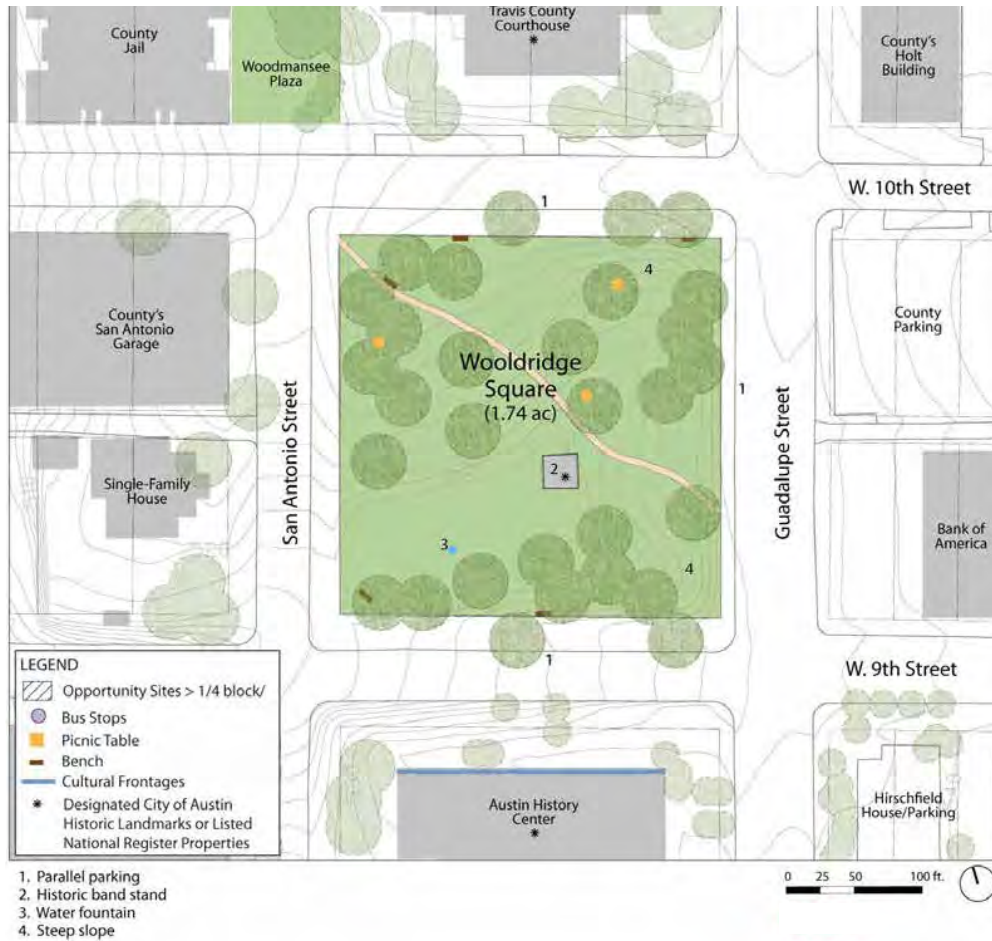 County
Jail
Woodmansee
Plaza
Travis County
Courthouse
*
County's
Holt
Building
W. 10th Street
1
4
County's
San Antonio
Garage
Wooldridge
Square
(1.74 ac)
1
County
Parking
San Antonio Street
Guadalupe Street
Single-Family
House
2
*
3
4
Bank of
America
1
W. 9th Street
LEGEND
Opportunity Sites > 1/4 block/
Bus Stops
Picnic Table
Bench
Cultural Frontages
* Designated City of Austin
Historic Landmarks or Listed
National Register Properties
Austin History
Center
*
Hirschfield
House/Parking
0 25 50 100 ft.
1. Parallel parking
2. Historic band stand
3. Water fountain
4. Steep slope